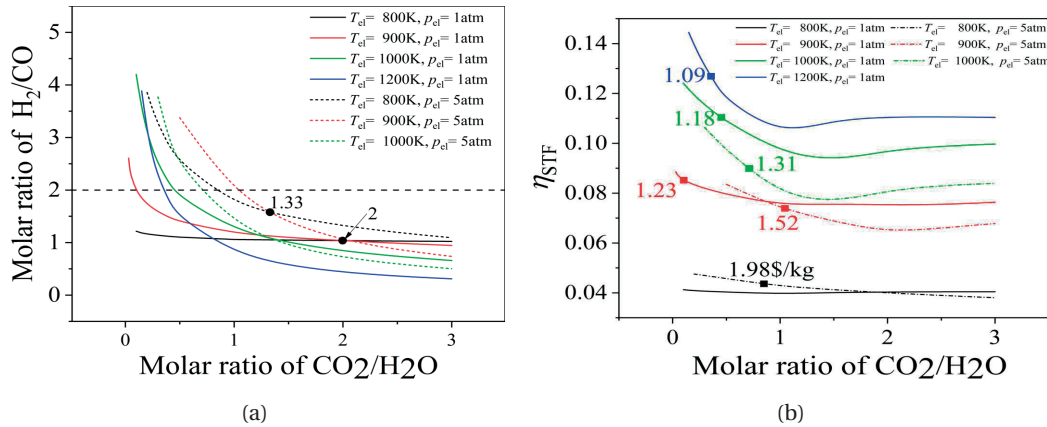 T_el= 800K, p_el= 1atm
T_el= 900K, p_el= 1atm
T_el= 1000K, p_el= 1atm
T_el= 1200K, p_el= 1atm
T_el= 800K, p_el= 5atm
T_el= 900K, p_el= 5atm
T_el= 1000K, p_el= 5atm
5
4
3
2
1
0
1.33
2
Molar ratio of H2/CO
0
1
2
3
Molar ratio of CO2/H2O
(a)
T_el= 800K, p_el= 1atm
T_el= 900K, p_el= 1atm
T_el= 1000K, p_el= 1atm
T_el= 1200K, p_el= 1atm
T_el= 800K, p_el= 5atm
T_el= 900K, p_el= 5atm
T_el= 1000K, p_el= 5atm
0.14
0.12
0.10
0.08
0.06
0.04
η_STF
1.09
1.18
1.31
1.23
1.52
1.98$/kg
0
1
2
3
Molar ratio of CO2/H2O
(b)